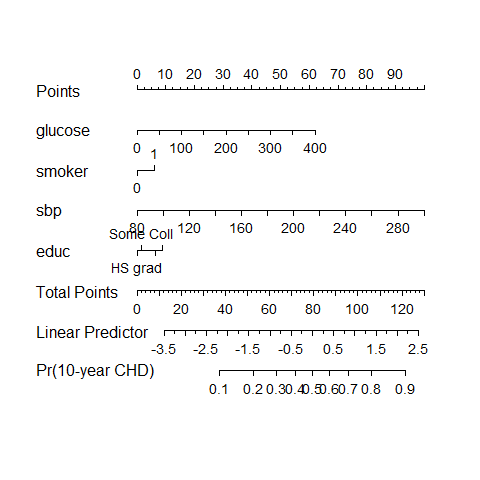 0 10 20 30 40 50 60 70 80 90
Points
glucose
0 100 200 300 400
1
smoker
0
sbp
80 120 160 200 240 280
Some Coll
educ
HS grad
Total Points
0 20 40 60 80 100 120
Linear Predictor
-3.5 -2.5 -1.5 -0.5 0.5 1.5 2.5
Pr(10-year CHD)
0.1 0.2 0.3 0.4 0.5 0.6 0.7 0.8 0.9